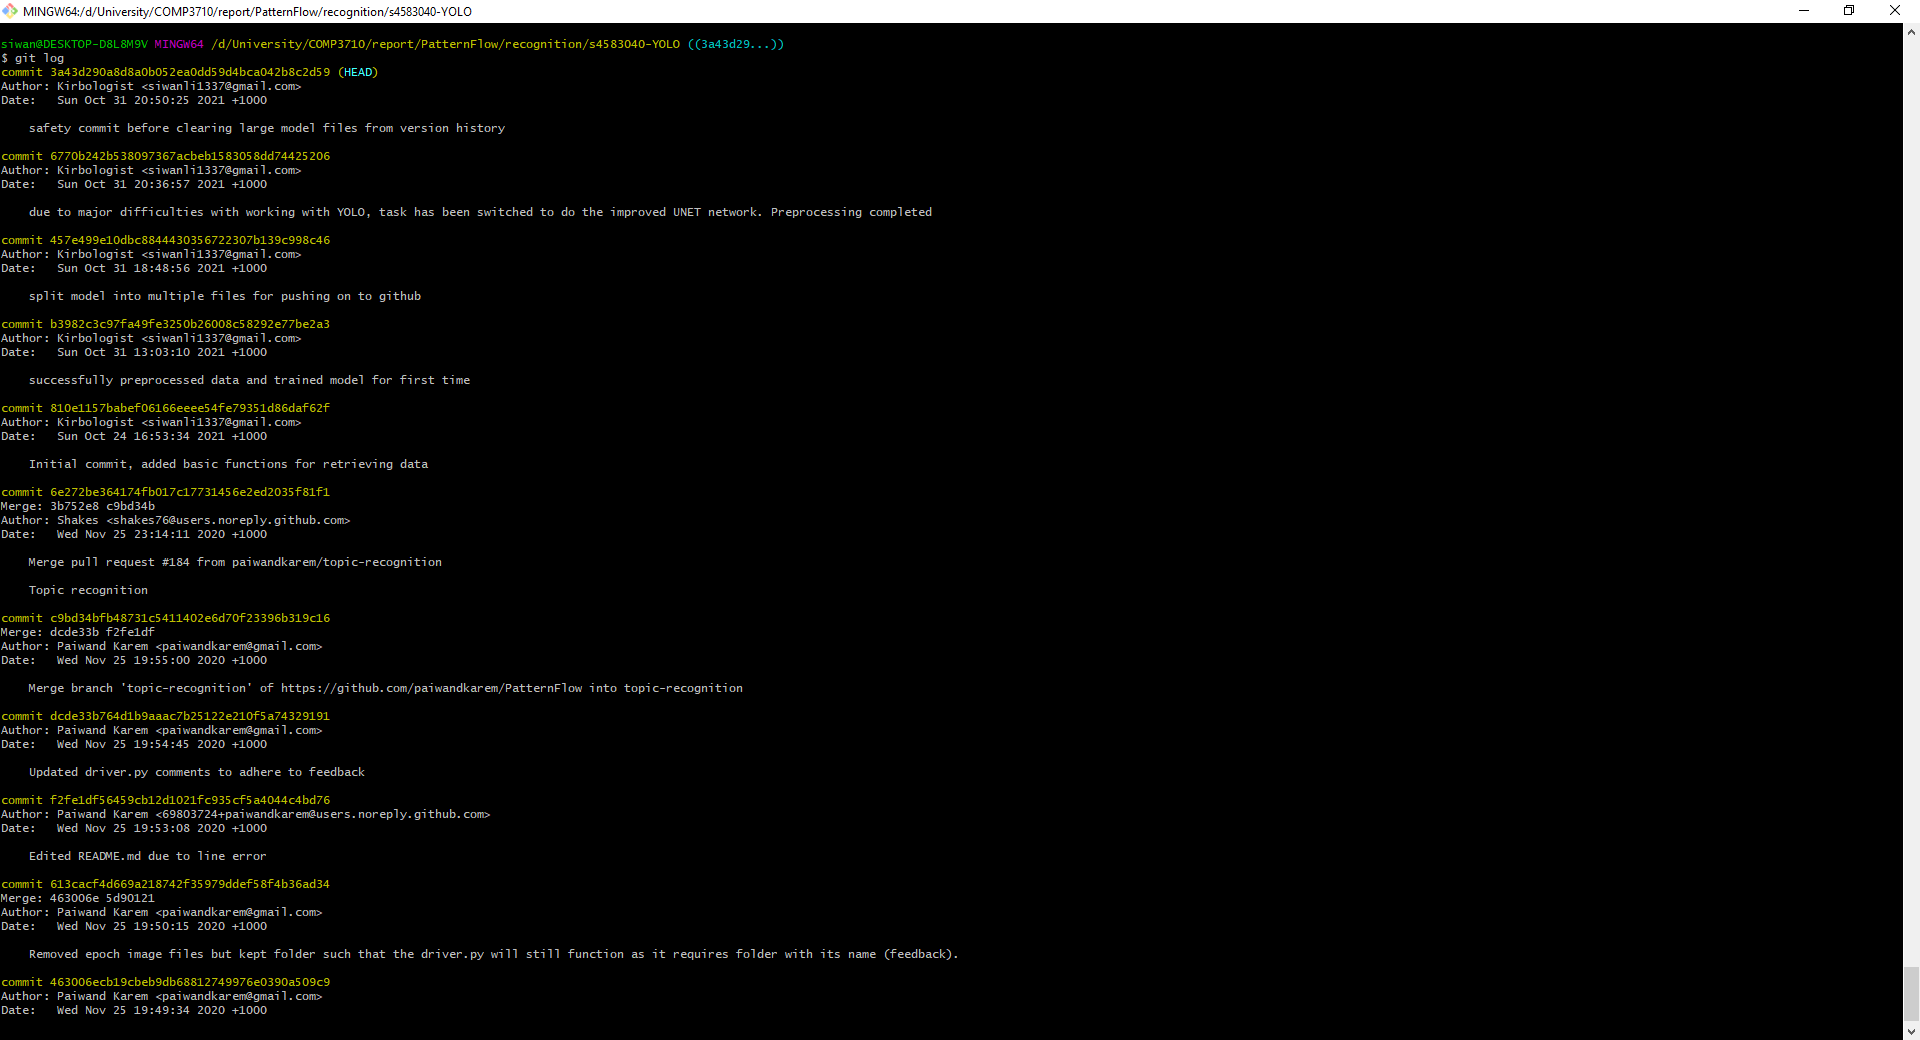 MINGW64:/d/University/COMP3710/report/PatternFlow/recognition/s4583040-YOLO
siwan@DESKTOP-D8L8M9V MINGW64 /d/University/COMP3710/report/PatternFlow/recognition/s4583040-YOLO ((3a43d29...))
$ git log
commit 3a43d290a8d8a0b052ea0dd59d4bca042b8c2d59 (HEAD)
Author: Kirbologist <siwanli1337@gmail.com>
Date:   Sun Oct 31 20:50:25 2021 +1000
safety commit before clearing large model files from version history
commit 6770b242b538097367acbeb1583058dd74425206
Author: Kirbologist <siwanli1337@gmail.com>
Date:   Sun Oct 31 20:36:57 2021 +1000
due to major difficulties with working with YOLO, task has been switched to do the improved UNET network. Preprocessing completed
commit 457e499e10dbc8844430356722307b139c998c46
Author: Kirbologist <siwanli1337@gmail.com>
Date:   Sun Oct 31 18:48:56 2021 +1000
split model into multiple files for pushing on to github
commit b3982c3c97fa49fe3250b26008c58292e77be2a3
Author: Kirbologist <siwanli1337@gmail.com>
Date:   Sun Oct 31 13:03:10 2021 +1000
successfully preprocessed data and trained model for first time
commit 810e1157babef06166eeee54fe79351d86daf62f
Author: Kirbologist <siwanli1337@gmail.com>
Date:   Sun Oct 24 16:53:34 2021 +1000
Initial commit, added basic functions for retrieving data
commit 6e272be364174fb017c17731456e2ed2035f81f1
Merge: 3b752e8 c9bd34b
Author: Shakes <shakes76@users.noreply.github.com>
Date:   Wed Nov 25 23:14:11 2020 +1000
Merge pull request #184 from paiwandkarem/topic-recognition
Topic recognition
commit c9bd34bfb48731c5411402e6d70f23396b319c16
Merge: dcde33b f2fe1df
Author: Paiwand Karem <paiwandkarem@gmail.com>
Date:   Wed Nov 25 19:55:00 2020 +1000
Merge branch 'topic-recognition' of https://github.com/paiwandkarem/PatternFlow into topic-recognition
commit dcde33b764d1b9aaac7b25122e210f5a74329191
Author: Paiwand Karem <paiwandkarem@gmail.com>
Date:   Wed Nov 25 19:54:45 2020 +1000
Updated driver.py comments to adhere to feedback
commit f2fe1df56459cb12d1021fc935cf5a4044c4bd76
Author: Paiwand Karem <69803724+paiwandkarem@users.noreply.github.com>
Date:   Wed Nov 25 19:53:08 2020 +1000
Edited README.md due to line error
commit 613cacf4d669a218742f35979ddef58f4b36ad34
Merge: 463006e 5d90121
Author: Paiwand Karem <paiwandkarem@gmail.com>
Date:   Wed Nov 25 19:50:15 2020 +1000
Removed epoch image files but kept folder such that the driver.py will still function as it requires folder with its name (feedback).
commit 463006ecb19cbeb9db68812749976e0390a509c9
Author: Paiwand Karem <paiwandkarem@gmail.com>
Date:   Wed Nov 25 19:49:34 2020 +1000